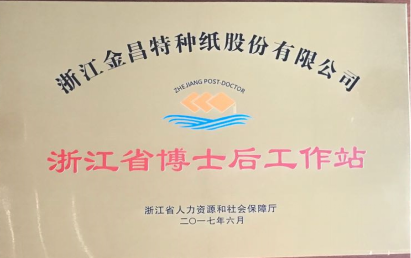 浙江金昌特种纸股份有限公司
ZHEJIANG POST-DOCTOR
浙江省博士后工作站
浙江省人力资源和社会保障厅
二〇一七年六月